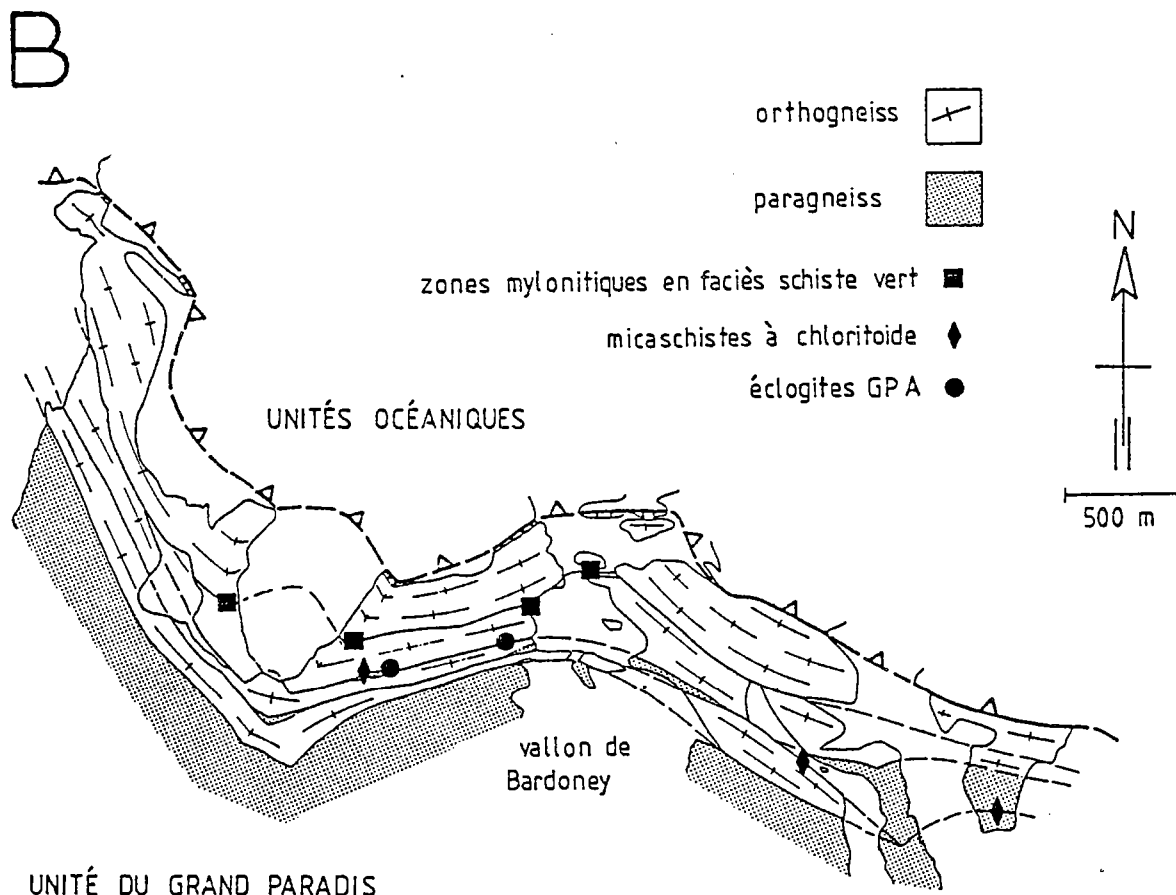 B
orthogneiss
paragneiss
N
zones mylonitiques en faciès schiste vert
micaschistes à chloritoide
éclogites GPA
UNITÉS OCÉANIQUES
500 m
vallon de
Bardoney
UNITÉ DU GRAND PARADIS